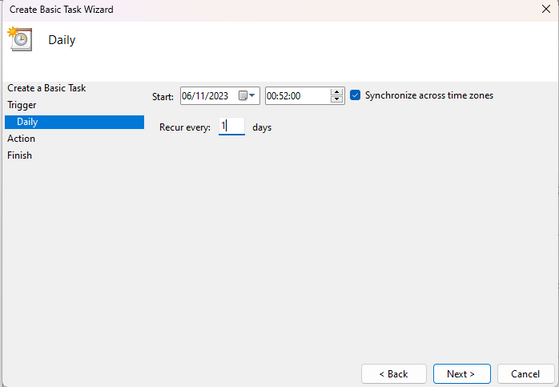 Create Basic Task Wizard
Daily
Create a Basic Task
Trigger
Daily
Action
Finish
Start: 06/11/2023 00:52:00 Synchronize across time zones
Recur every: 1 days
< Back Next > Cancel